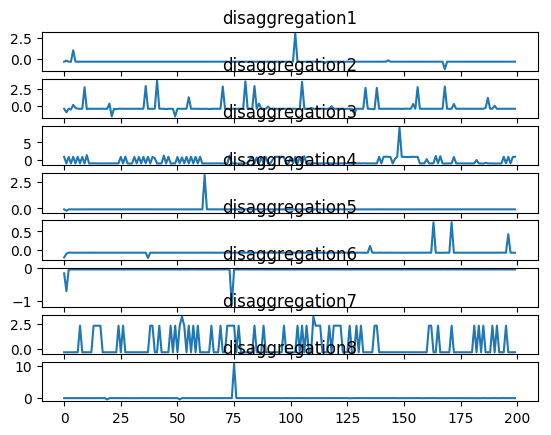 disaggregation1
2.5
0.0
disaggregation2
2.5
0.0
disaggregation3
5
0
disaggregation4
2.5
0.0
disaggregation5
0.5
0.0
disaggregation6
0
−1
disaggregation7
2.5
0.0
disaggregation8
10
0
0 25 50 75 100 125 150 175 200